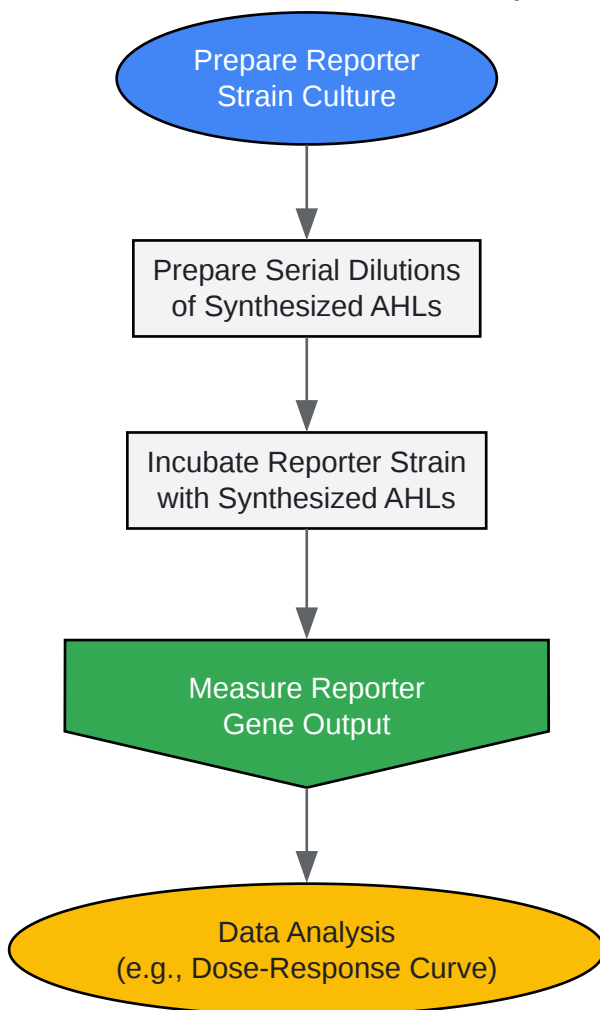 Prepare Reporter
Strain Culture
Prepare Serial Dilutions
of Synthesized AHLs
Incubate Reporter Strain
with Synthesized AHLs
Measure Reporter
Gene Output
Data Analysis
(e.g., Dose-Response Curve)